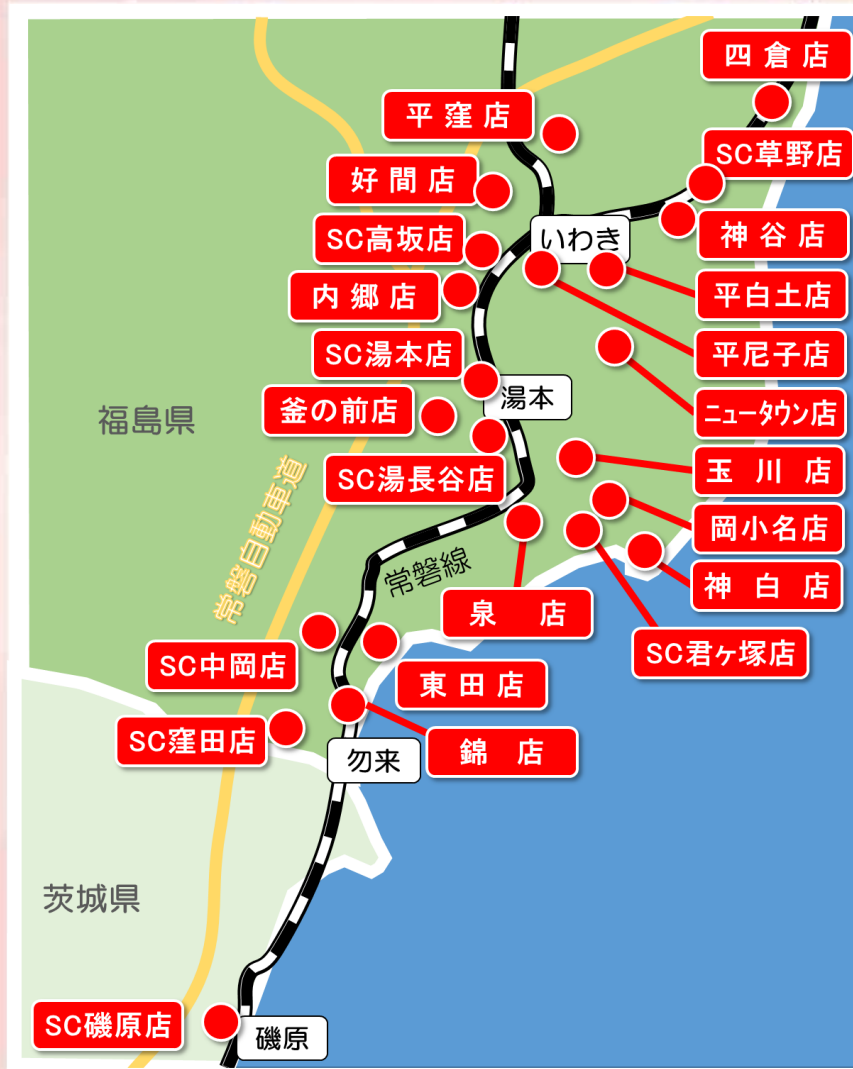 四倉店
平窪店
SC草野店
好間店
神谷店
SC高坂店
いわき
内郷店
平白土店
SC湯本店
平尼子店
湯本
釜の前店
ニュータウン店
福島県
SC湯長谷店
玉川店
常磐自動車道
岡小名店
常磐線
神白店
泉店
SC君ヶ塚店
SC中岡店
東田店
SC窪田店
錦店
勿来
茨城県
SC磯原店
磯原